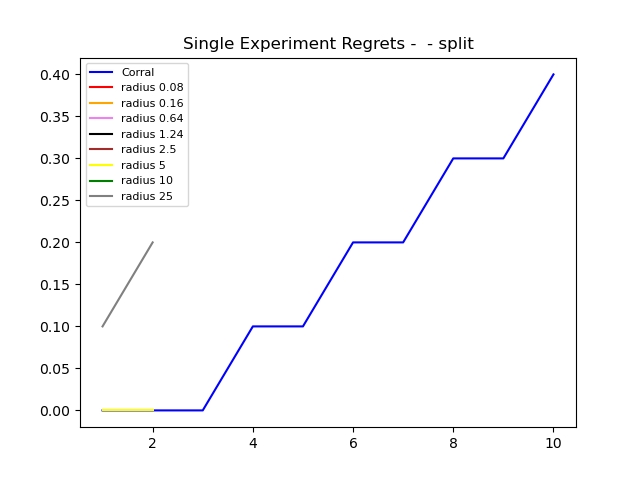 Single Experiment Regrets -  - split
0.40
0.35
0.30
0.25
0.20
0.15
0.10
0.05
0.00
Corral
radius 0.08
radius 0.16
radius 0.64
radius 1.24
radius 2.5
radius 5
radius 10
radius 25
2 4 6 8 10